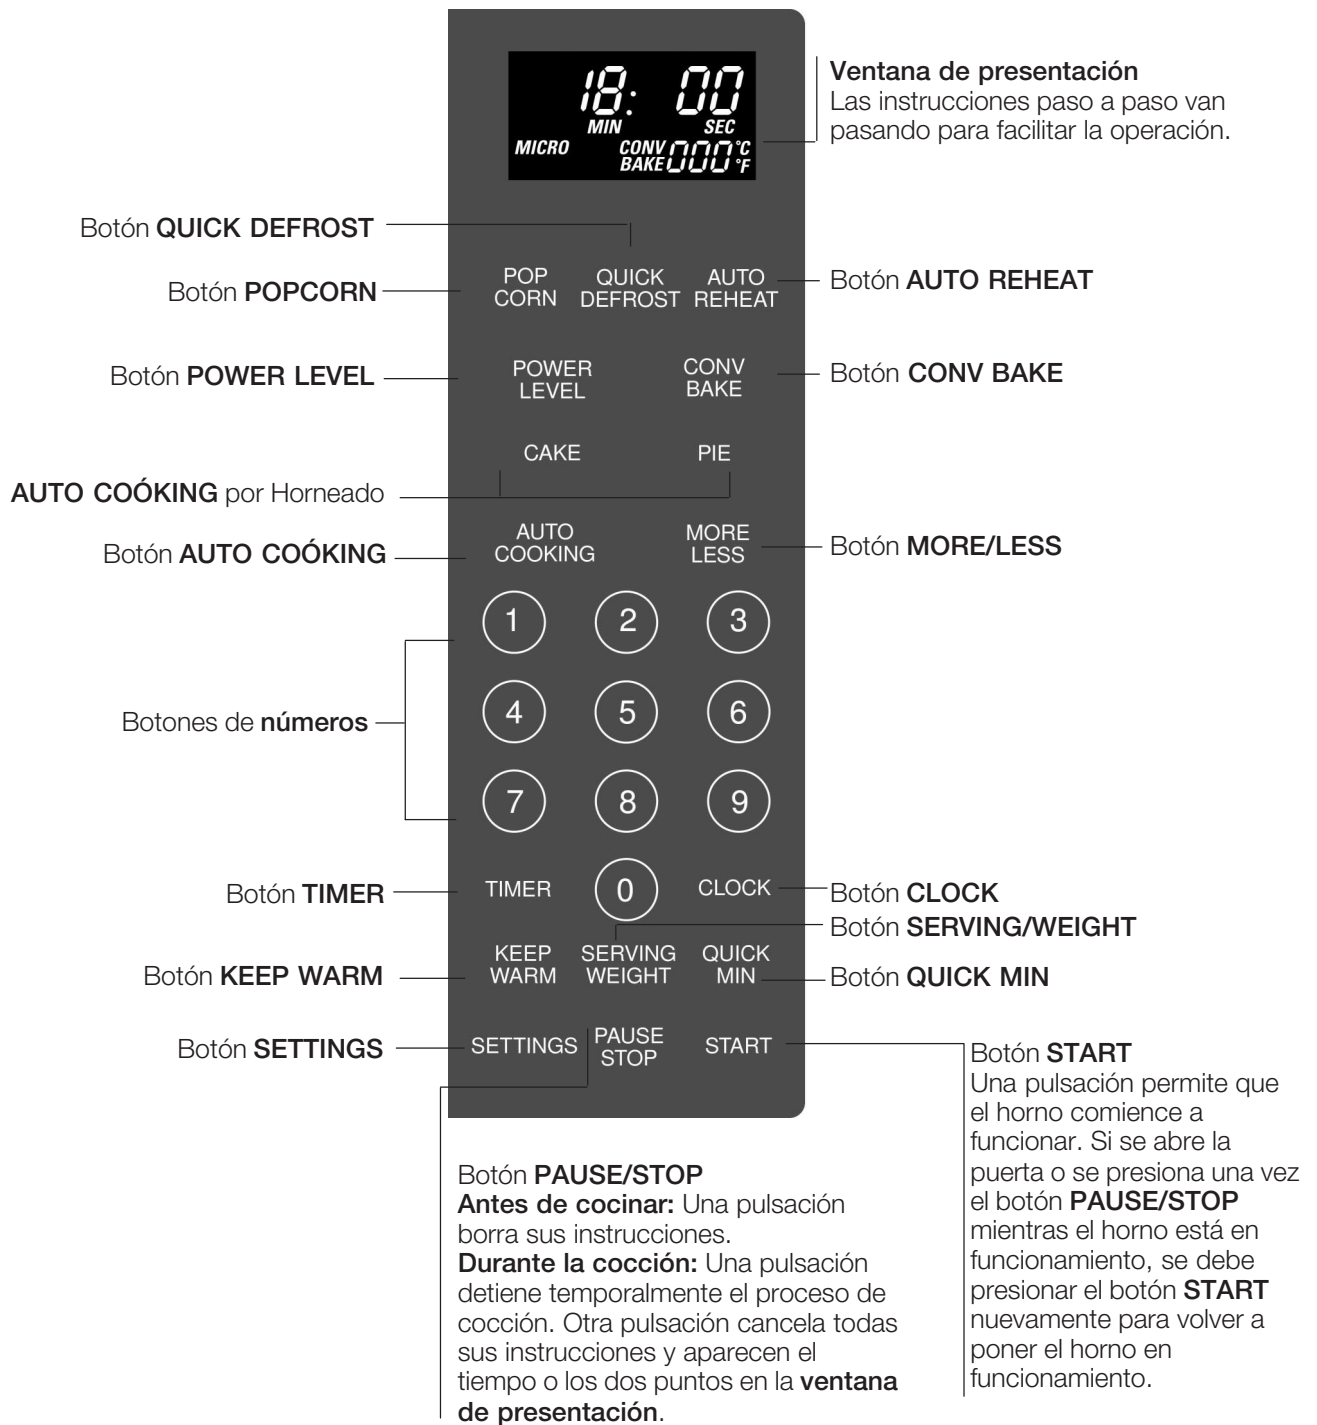 18: 00
MIN SEC
MICRO CONV BAKE 000 °C °F
Ventana de presentación
Las instrucciones paso a paso van
pasando para facilitar la operación.
Botón QUICK DEFROST
Botón POPCORN
POP
CORN
QUICK
DEFROST
AUTO
REHEAT
Botón AUTO REHEAT
Botón POWER LEVEL
POWER
LEVEL
CONV
BAKE
Botón CONV BAKE
CAKE
PIE
AUTO COÓKING por Horneado
Botón AUTO COÓKING
AUTO
COOKING
MORE
LESS
Botón MORE/LESS
1 2 3
Botones de números
4 5 6
7 8 9
Botón TIMER
TIMER
0
CLOCK
Botón CLOCK
Botón SERVING/WEIGHT
Botón KEEP WARM
KEEP
WARM
SERVING
WEIGHT
QUICK
MIN
Botón QUICK MIN
Botón SETTINGS
SETTINGS
PAUSE
STOP
START
Botón START
Una pulsación permite que
el horno comience a
funcionar. Si se abre la
puerta o se presiona una vez
el botón PAUSE/STOP
mientras el horno está en
funcionamiento, se debe
presionar el botón START
nuevamente para volver a
poner el horno en
funcionamiento.
Botón PAUSE/STOP
Antes de cocinar: Una pulsación
borra sus instrucciones.
Durante la cocción: Una pulsación
detiene temporalmente el proceso de
cocción. Otra pulsación cancela todas
sus instrucciones y aparecen el
tiempo o los dos puntos en la ventana
de presentación.